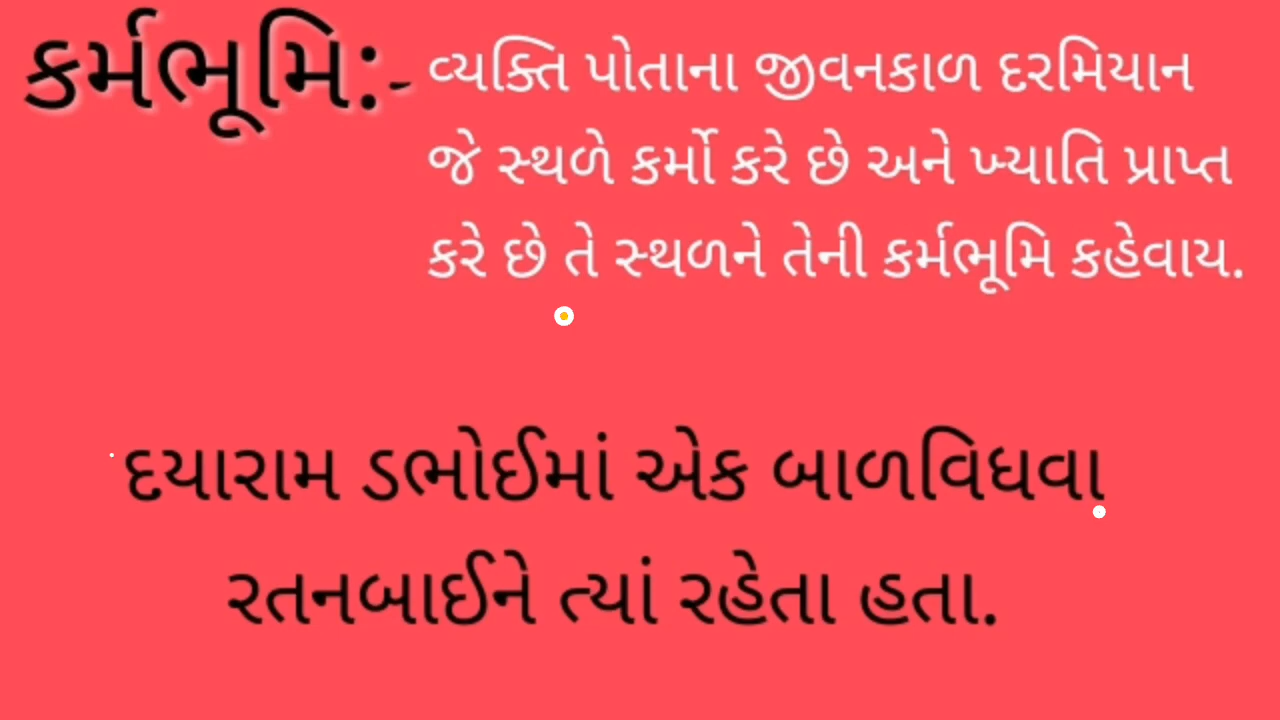 કર્મભૂમિ:- વ્યક્તિ પોતાના જીવનકાળ દરમિયાન
જે સ્થળે કર્મો કરે છે અને ખ્યાતિ પ્રાપ્ત
કરે છે તે સ્થળને તેની કર્મભૂમિ કહેવાય.
દયારામ ડભોઈમાં એક બાળવિધવા
રતનબાઈને ત્યાં રહેતા હતા.